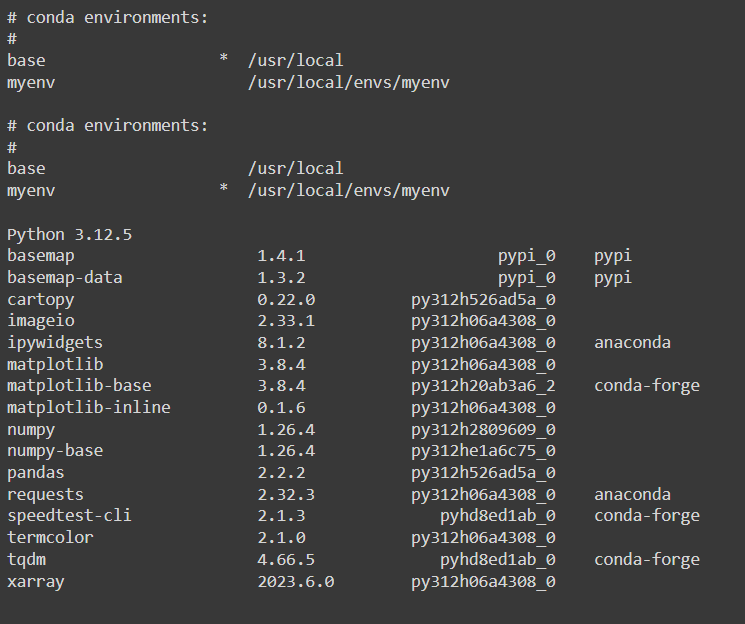 # conda environments:
#
base                  *  /usr/local
myenv                    /usr/local/envs/myenv

# conda environments:
#
base                     /usr/local
myenv                 *  /usr/local/envs/myenv

Python 3.12.5
basemap                   1.4.1                    pypi_0    pypi
basemap-data              1.3.2                    pypi_0    pypi
cartopy                   0.22.0          py312h526ad5a_0
imageio                   2.33.1          py312h06a4308_0
ipywidgets                8.1.2           py312h06a4308_0    anaconda
matplotlib                3.8.4           py312h06a4308_0
matplotlib-base           3.8.4           py312h20ab3a6_2    conda-forge
matplotlib-inline         0.1.6           py312h06a4308_0
numpy                     1.26.4          py312h2809609_0
numpy-base                1.26.4          py312he1a6c75_0
pandas                    2.2.2           py312h526ad5a_0
requests                  2.32.3          py312h06a4308_0    anaconda
speedtest-cli             2.1.3              pyhd8ed1ab_0    conda-forge
termcolor                 2.1.0           py312h06a4308_0
tqdm                      4.66.5             pyhd8ed1ab_0    conda-forge
xarray                    2023.6.0        py312h06a4308_0